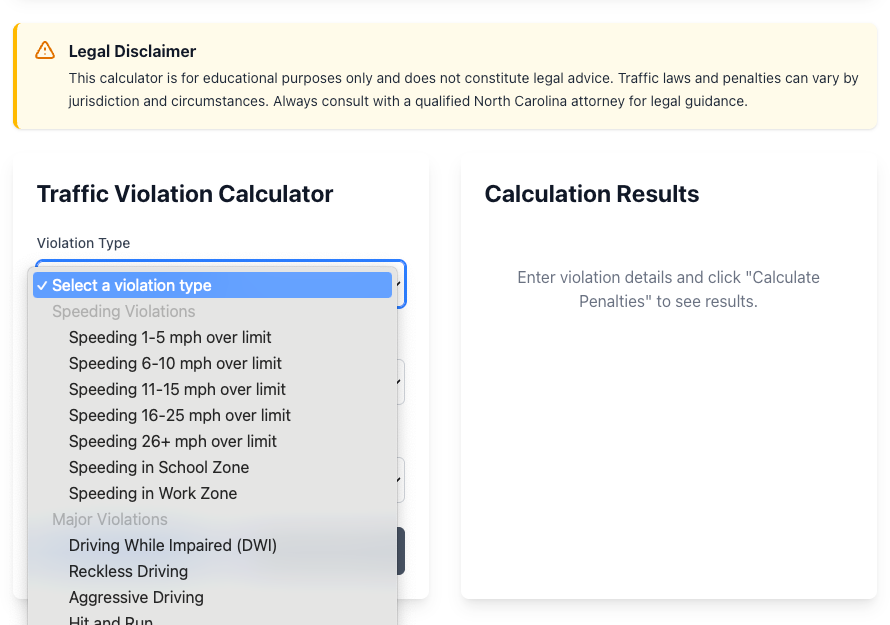 Legal Disclaimer
This calculator is for educational purposes only and does not constitute legal advice. Traffic laws and penalties can vary by
jurisdiction and circumstances. Always consult with a qualified North Carolina attorney for legal guidance.
Traffic Violation Calculator
Violation Type
✓ Select a violation type
Speeding Violations
Speeding 1-5 mph over limit
Speeding 6-10 mph over limit
Speeding 11-15 mph over limit
Speeding 16-25 mph over limit
Speeding 26+ mph over limit
Speeding in School Zone
Speeding in Work Zone
Major Violations
Driving While Impaired (DWI)
Reckless Driving
Aggressive Driving
Hit and Run
Calculation Results
Enter violation details and click "Calculate
Penalties" to see results.